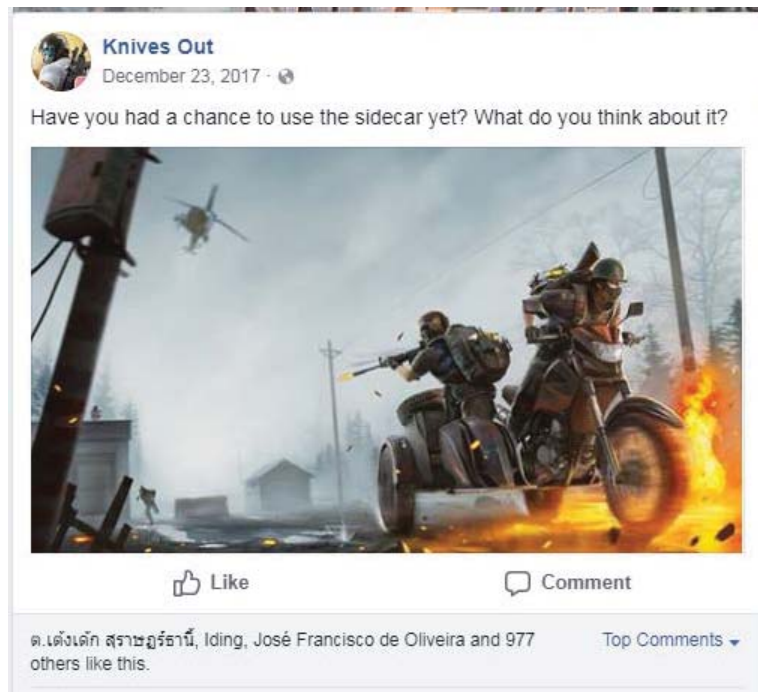 Knives Out
December 23, 2017 ·
Have you had a chance to use the sidecar yet? What do you think about it?
Like
Comment
ด.เด้งเด้ก สุราษฎร์ธานี้, Iding, José Francisco de Oliveira and 977
others like this.
Top Comments